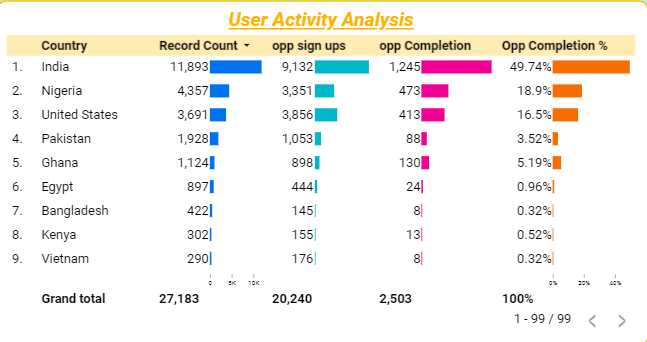 User Activity Analysis
Country Record Count opp sign ups opp Completion Opp Completion %
1. India 11,893 9,132 1,245 49.74%
2. Nigeria 4,357 3,351 473 18.9%
3. United States 3,691 3,856 413 16.5%
4. Pakistan 1,928 1,053 88 3.52%
5. Ghana 1,124 898 130 5.19%
6. Egypt 897 444 24 0.96%
7. Bangladesh 422 145 8 0.32%
8. Kenya 302 155 13 0.52%
9. Vietnam 290 176 8 0.32%
0 5K 10K 0% 20% 40%
Grand total 27,183 20,240 2,503 100%
1 - 99 / 99